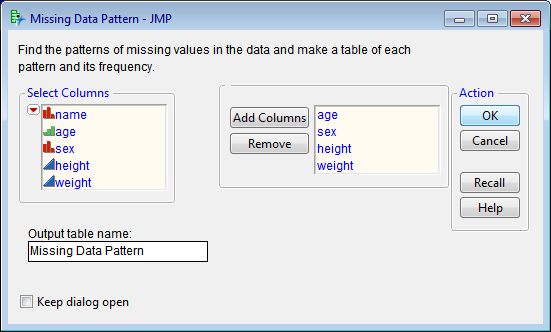 Missing Data Pattern - JMP
Find the patterns of missing values in the data and make a table of each
pattern and its frequency.
Select Columns
name
age
sex
height
weight
Add Columns
Remove
age
sex
height
weight
Action
OK
Cancel
Recall
Help
Output table name:
Missing Data Pattern
Keep dialog open